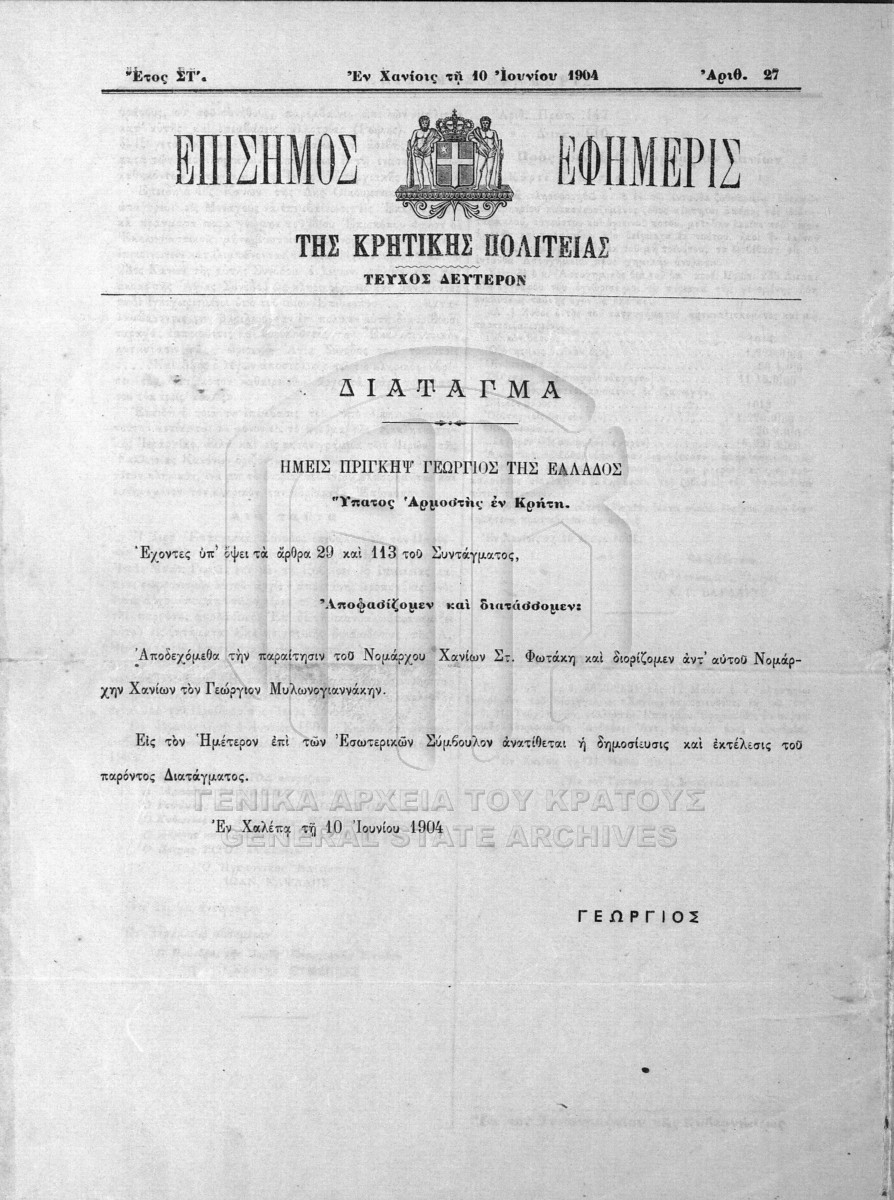 Ἔτος ΣΤ΄. Ἐν Χανίοις τῇ 10 Ἰουνίου 1904 Ἀριθ. 27
ΕΠΙΣΗΜΟΣ ΕΦΗΜΕΡΙΣ
ΤΗΣ ΚΡΗΤΙΚΗΣ ΠΟΛΙΤΕΙΑΣ
ΤΕΥΧΟΣ ΔΕΥΤΕΡΟΝ
ΔΙΑΤΑΓΜΑ
ΗΜΕΙΣ ΠΡΙΓΚΗΨ ΓΕΩΡΓΙΟΣ ΤΗΣ ΕΛΛΑΔΟΣ
Ὕπατος Ἁρμοστὴς ἐν Κρήτῃ.
Ἔχοντες ὑπ' ὄψει τὰ ἄρθρα 29 καὶ 113 τοῦ Συντάγματος,
Ἀποφασίζομεν καὶ διατάσσομεν:
Ἀποδεχόμεθα τὴν παραίτησιν τοῦ Νομάρχου Χανίων Στ. Φωτάκη καὶ διορίζομεν ἀντ' αὐτοῦ Νομάρ-
χην Χανίων τὸν Γεώργιον Μυλωνογιαννάκην.
Εἰς τὸν Ἡμέτερον ἐπὶ τῶν Ἐσωτερικῶν Σύμβουλον ἀνατίθεται ἡ δημοσίευσις καὶ ἐκτέλεσις τοῦ
παρόντος Διατάγματος.
ΓΕΝΙΚΑ ΑΡΧΕΙΑ ΤΟΥ ΚΡΑΤΟΥΣ
Ἐν Χαλέπᾳ τῇ 10 Ἰουνίου 1904
GENERAL STATE ARCHIVES
ΓΕΩΡΓΙΟΣ